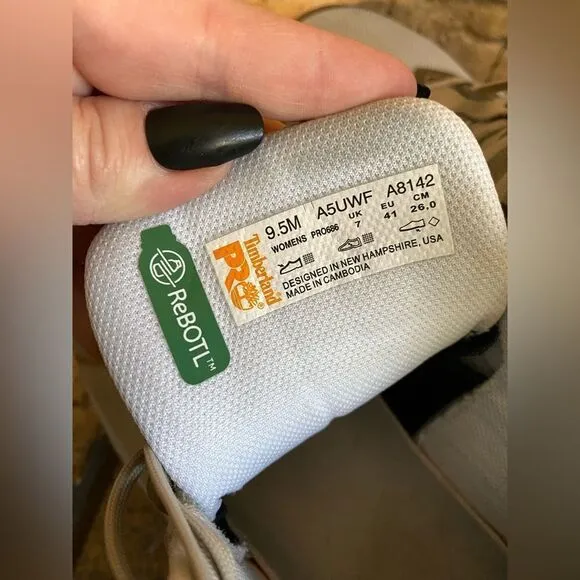 ReBOTL™
Timberland
PRO®
9.5M A5UWF A8142
WOMENS PRO686 UK EU CM
7 41 26.0
DESIGNED IN NEW HAMPSHIRE, USA
MADE IN CAMBODIA